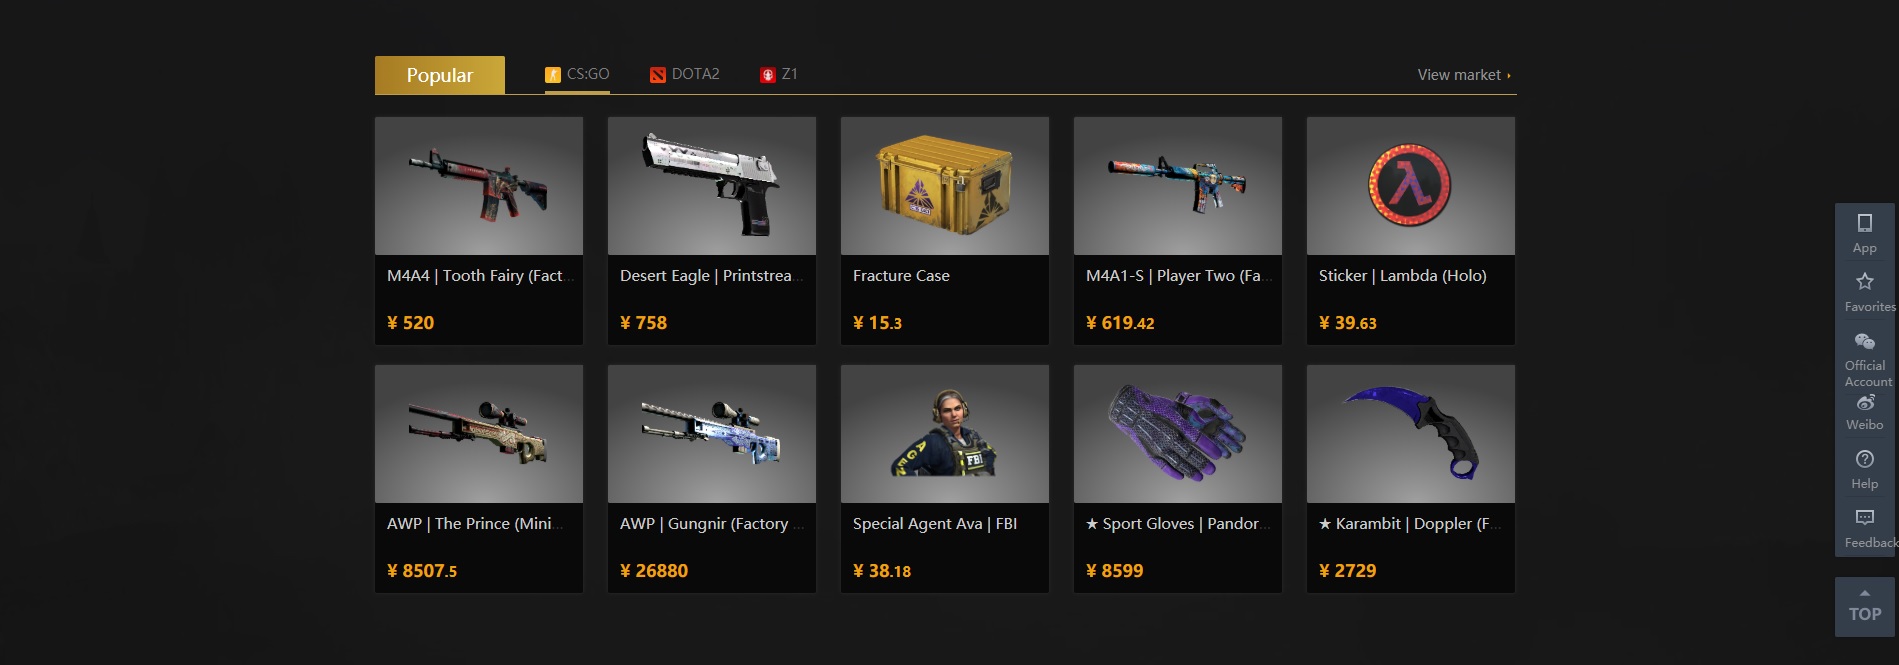 Popular
CS:GO
DOTA2
Z1
View market
M4A4 | Tooth Fairy (Fact...
Desert Eagle | Printstrea...
Fracture Case
M4A1-S | Player Two (Fa...
Sticker | Lambda (Holo)
¥ 520
¥ 758
¥ 15.3
¥ 619.42
¥ 39.63
AWP | The Prince (Mini...
AWP | Gungnir (Factory ...
Special Agent Ava | FBI
★ Sport Gloves | Pandor...
★ Karambit | Doppler (F...
FBI
¥ 8507.5
¥ 26880
¥ 38.18
¥ 8599
¥ 2729
App
Favorites
Official
Account
Weibo
Help
Feedback
TOP